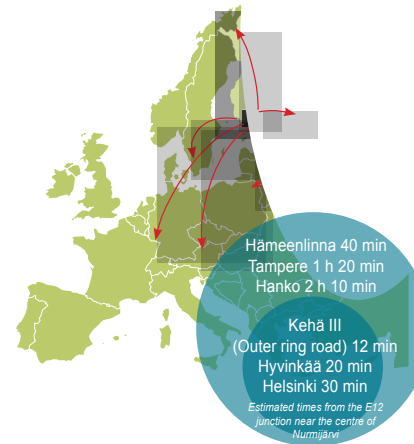 Hämeenlinna 40 min
Tampere 1 h 20 min
Hanko 2 h 10 min
Kehä III
(Outer ring road) 12 min
Hyvinkää 20 min
Helsinki 30 min
Estimated times from the E12
junction near the centre of
Nurmijärvi